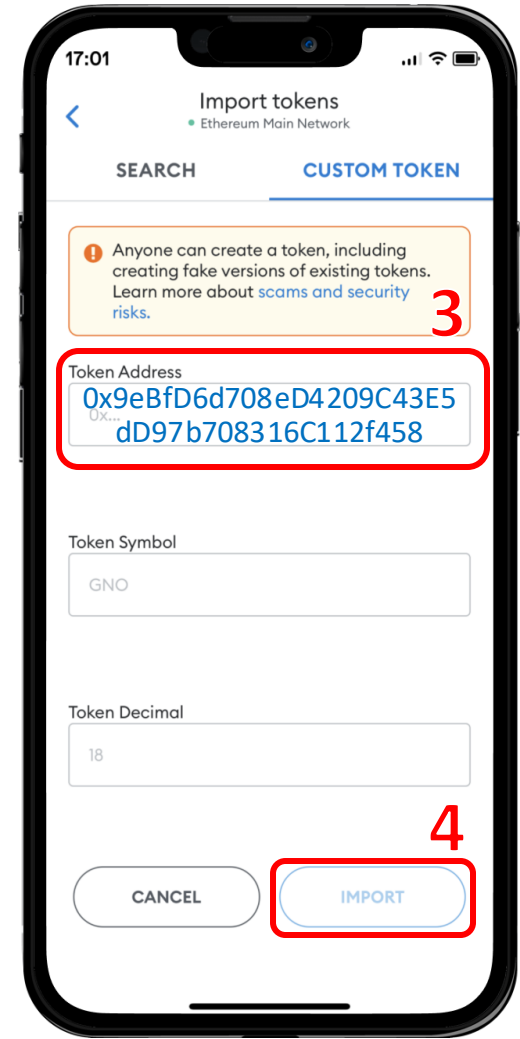 17:01
Import tokens
Ethereum Main Network
SEARCH
CUSTOM TOKEN
Anyone can create a token, including
creating fake versions of existing tokens.
Learn more about scams and security
risks.
3
Token Address
0x...
0x9eBfD6d708eD4209C43E5
dD97b708316C112f458
Token Symbol
GNO
Token Decimal
18
4
CANCEL
IMPORT